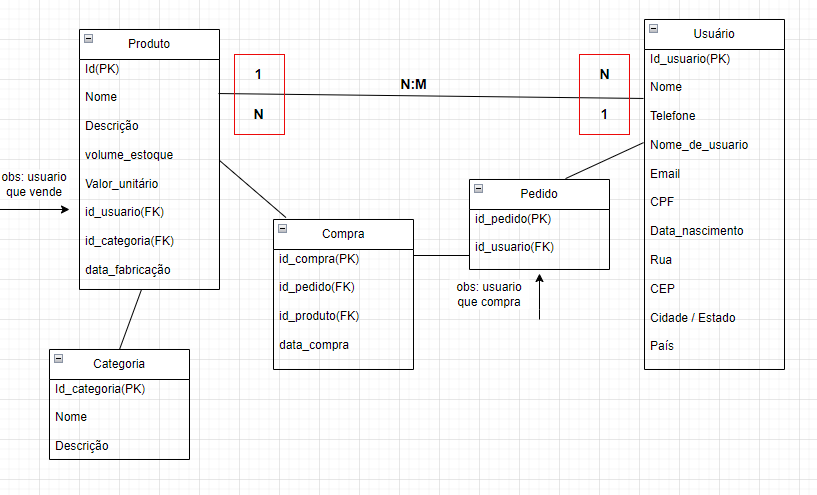 Produto
Id(PK)
Nome
Descrição
volume_estoque
Valor_unitário
id_usuario(FK)
id_categoria(FK)
data_fabricação
obs: usuario
que vende
1
N
N:M
N
1
Usuário
Id_usuario(PK)
Nome
Telefone
Nome_de_usuario
Email
CPF
Data_nascimento
Rua
CEP
Cidade / Estado
País
Pedido
id_pedido(PK)
id_usuario(FK)
obs: usuario
que compra
Compra
id_compra(PK)
id_pedido(FK)
id_produto(FK)
data_compra
Categoria
Id_categoria(PK)
Nome
Descrição